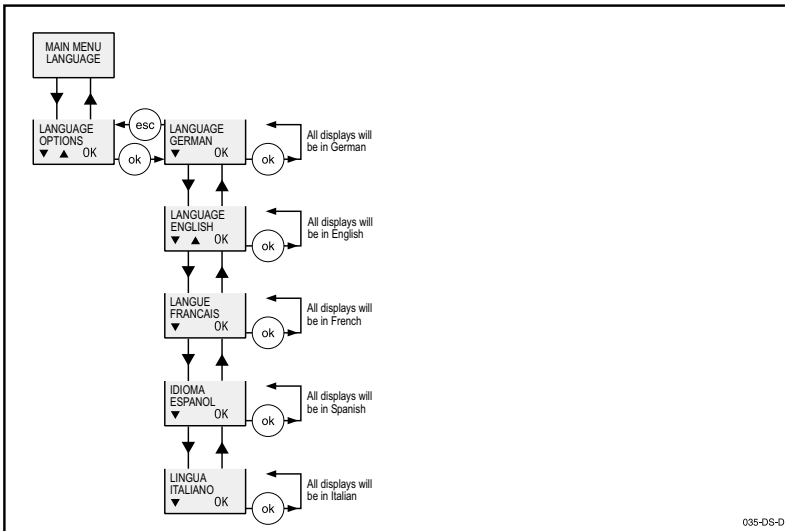 MAIN MENU
LANGUAGE
LANGUAGE
OPTIONS
▼ ▲ OK
esc
ok
LANGUAGE
GERMAN
▼ OK
ok
All displays will
be in German
LANGUAGE
ENGLISH
▼ ▲ OK
ok
All displays will
be in English
LANGUE
FRANCAIS
▼ OK
ok
All displays will
be in French
IDIOMA
ESPANOL
▼ OK
ok
All displays will
be in Spanish
LINGUA
ITALIANO
▼ OK
ok
All displays will
be in Italian
035-DS-D